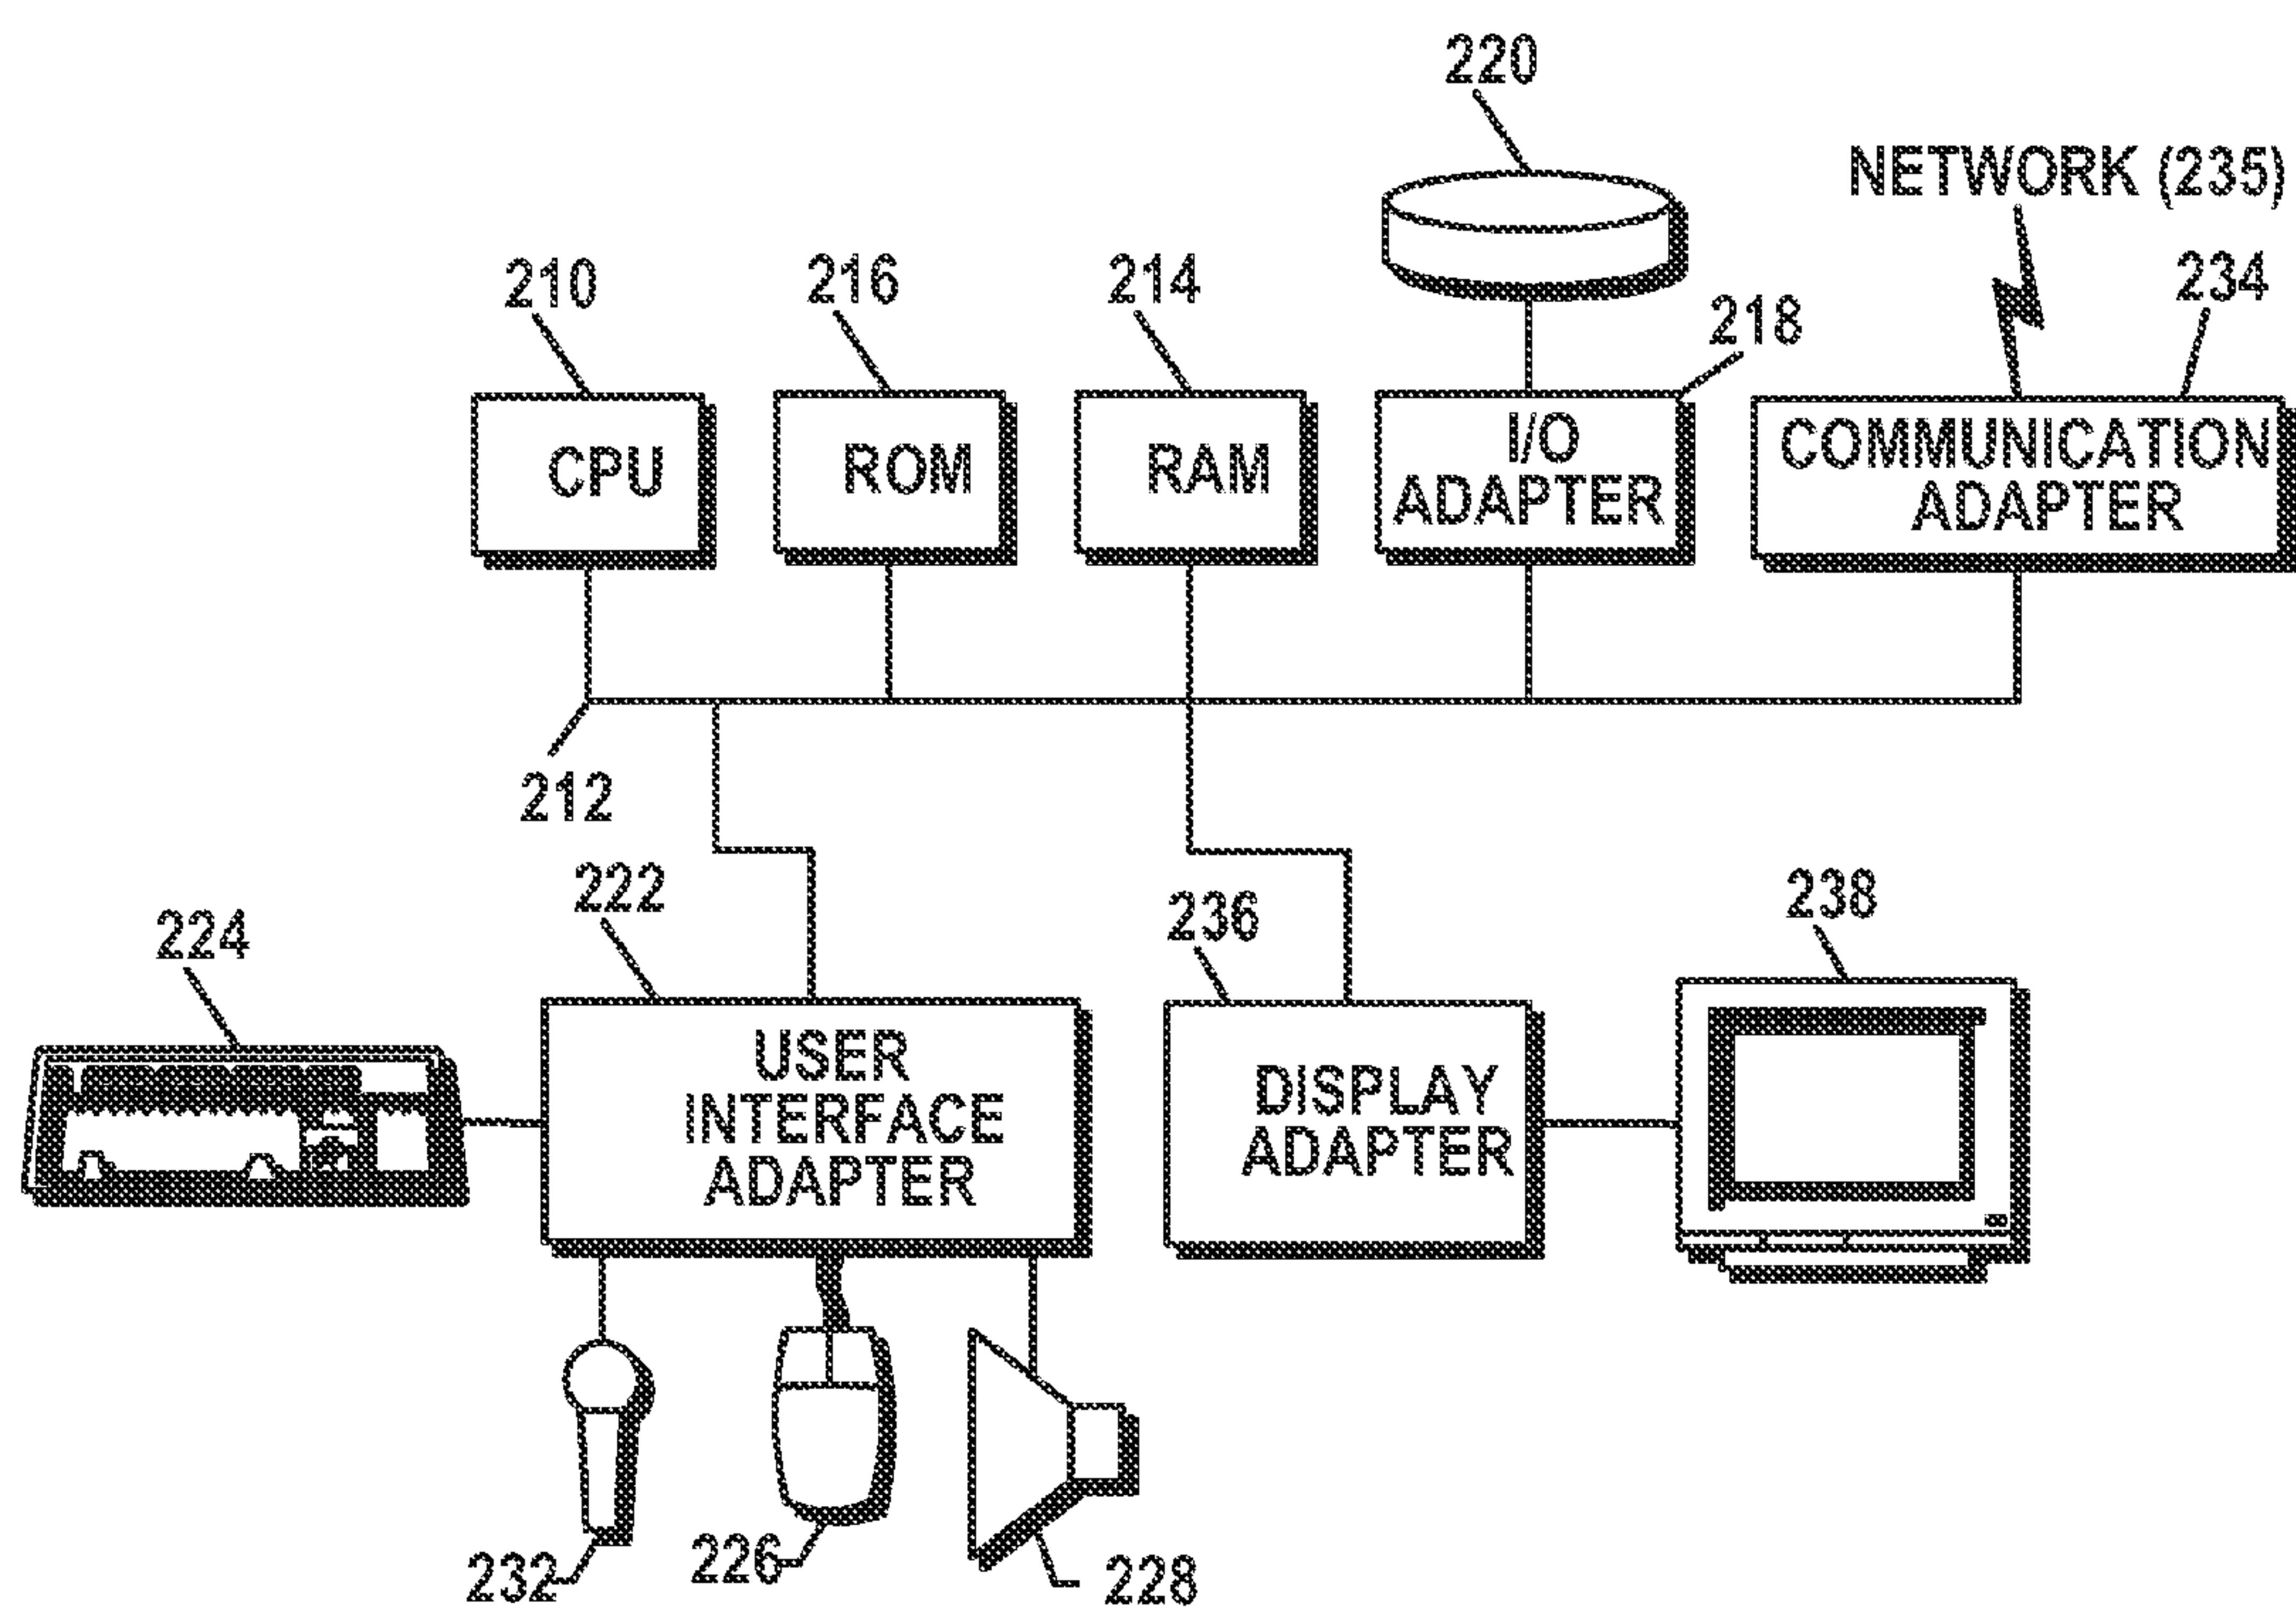 220
NETWORK (235)
210
216
214
234
218
CPU
ROM
RAM
I/O
ADAPTER
COMMUNICATION
ADAPTER
212
222
236
238
224
USER
INTERFACE
ADAPTER
DISPLAY
ADAPTER
232
226
228